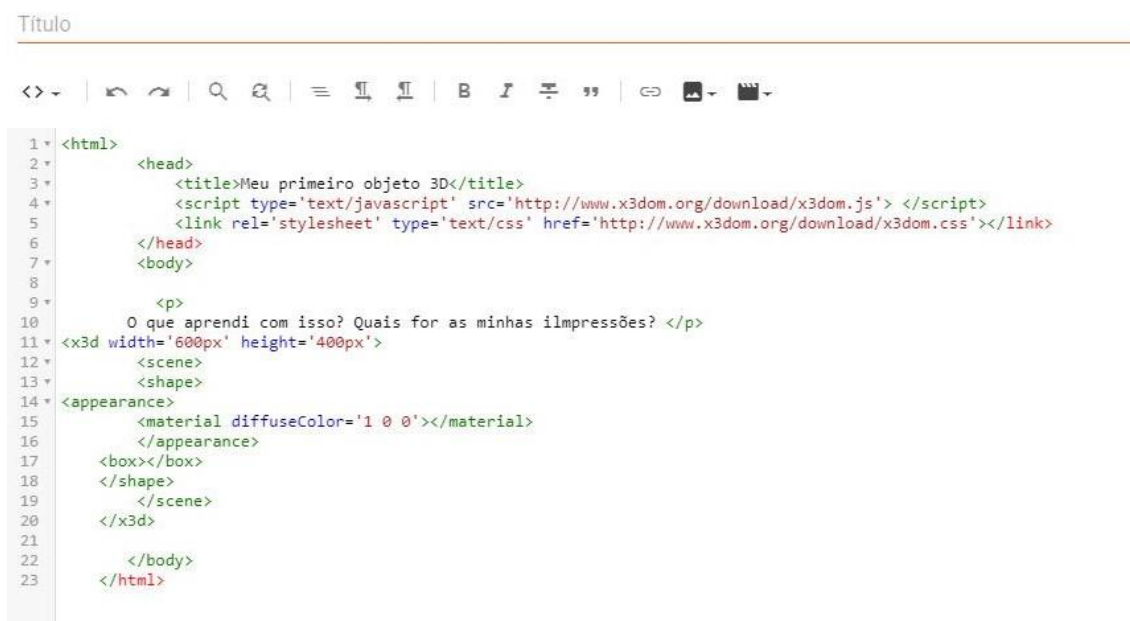 Título
<> B I "
1 <html>
2 <head>
3 <title>Meu primeiro objeto 3D</title>
4 <script type='text/javascript' src='http://www.x3dom.org/download/x3dom.js'> </script>
5 <link rel='stylesheet' type='text/css' href='http://www.x3dom.org/download/x3dom.css'></link>
6 </head>
7 <body>
8
9 <p>
10 O que aprendi com isso? Quais for as minhas ilmpressões? </p>
11 <x3d width='600px' height='400px'>
12 <scene>
13 <shape>
14 <appearance>
15 <material diffuseColor='1 0 0'></material>
16 </appearance>
17 <box></box>
18 </shape>
19 </scene>
20 </x3d>
21
22 </body>
23 </html>